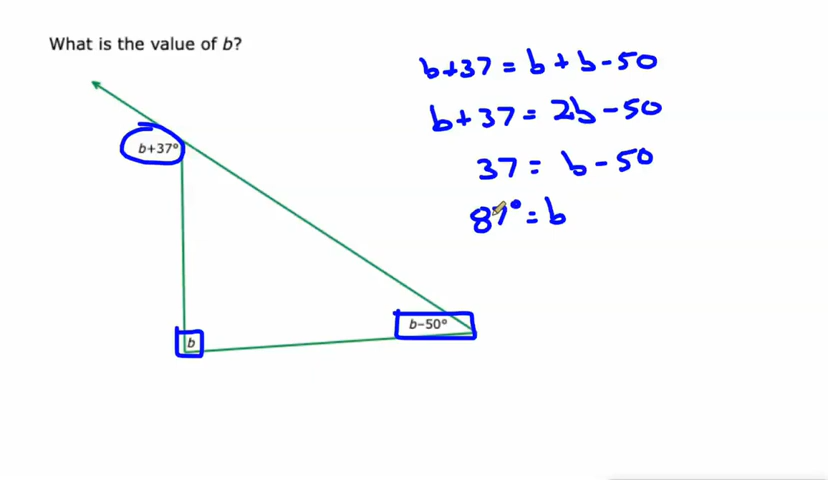 What is the value of b?
b+37 = b + b - 50
b + 37 = 2b - 50
b+37°
37 = b - 50
87° = b
b-50°
b